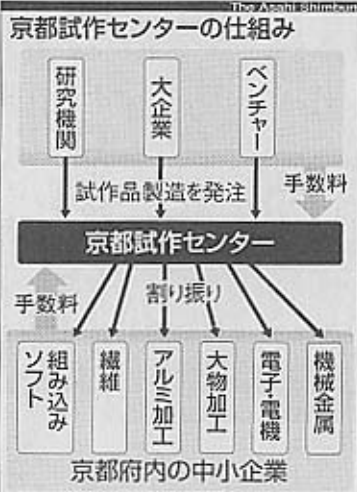 The Asahi Shimbun
京都試作センターの仕組み
研究機関
大企業
ベンチャー
試作品製造を発注
手数料
京都試作センター
手数料
割り振り
組み込み
ソフト
繊維
アルミ加工
大物加工
電子・電機
機械金属
京都府内の中小企業